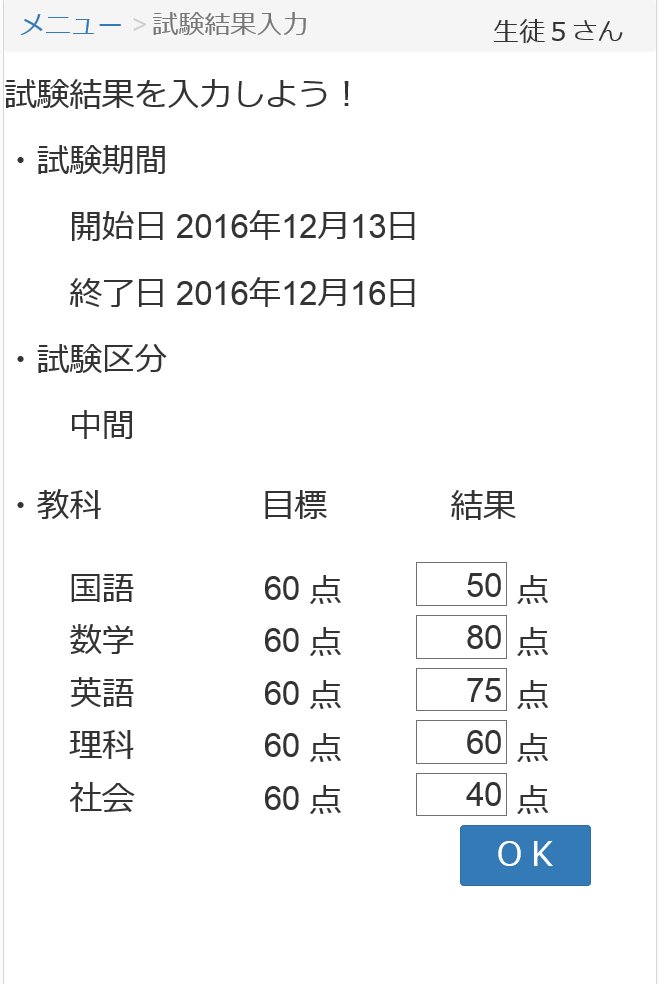 メニュー >試験結果入力 生徒５さん
試験結果を入力しよう！
・試験期間
開始日 2016年12月13日
終了日 2016年12月16日
・試験区分
中間
・教科 目標 結果
国語 60 点 50 点
数学 60 点 80 点
英語 60 点 75 点
理科 60 点 60 点
社会 60 点 40 点
ＯＫ